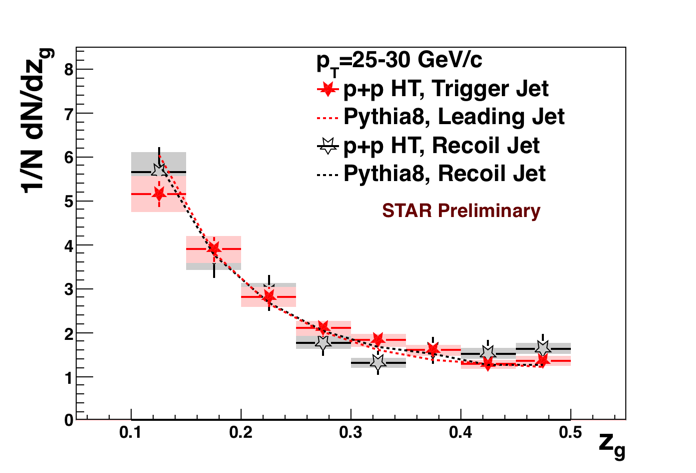 p_T=25-30 GeV/c
p+p HT, Trigger Jet
Pythia8, Leading Jet
p+p HT, Recoil Jet
Pythia8, Recoil Jet
STAR Preliminary
1/N dN/dz_g
8
7
6
5
4
3
2
1
0
0.1 0.2 0.3 0.4 0.5
z_g